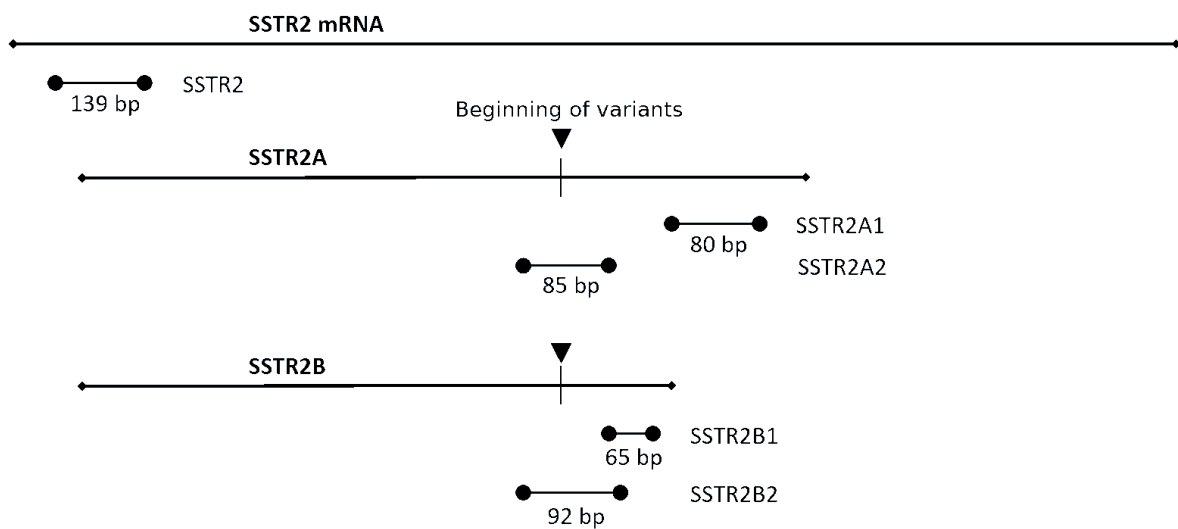 SSTR2 mRNA
SSTR2
139 bp
Beginning of variants
SSTR2A
SSTR2A1
80 bp
SSTR2A2
85 bp
SSTR2B
SSTR2B1
65 bp
SSTR2B2
92 bp